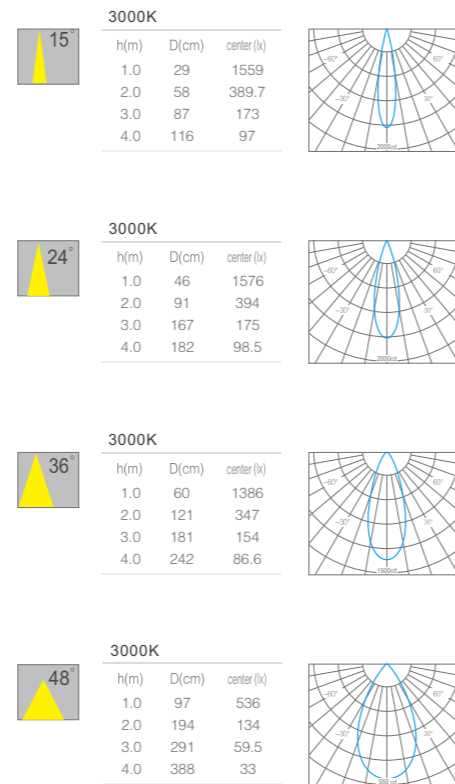 15°
3000K
h(m) D(cm) center (lx)
1.0 29 1559
2.0 58 389.7
3.0 87 173
4.0 116 97
-60° 60°
-30° 30°
2000cd
24°
3000K
h(m) D(cm) center (lx)
1.0 46 1576
2.0 91 394
3.0 167 175
4.0 182 98.5
-60° 60°
-30° 30°
2000cd
36°
3000K
h(m) D(cm) center (lx)
1.0 60 1386
2.0 121 347
3.0 181 154
4.0 242 86.6
-60° 60°
-30° 30°
1500cd
48°
3000K
h(m) D(cm) center (lx)
1.0 97 536
2.0 194 134
3.0 291 59.5
4.0 388 33
-60° 60°
-30° 30°
550 cd